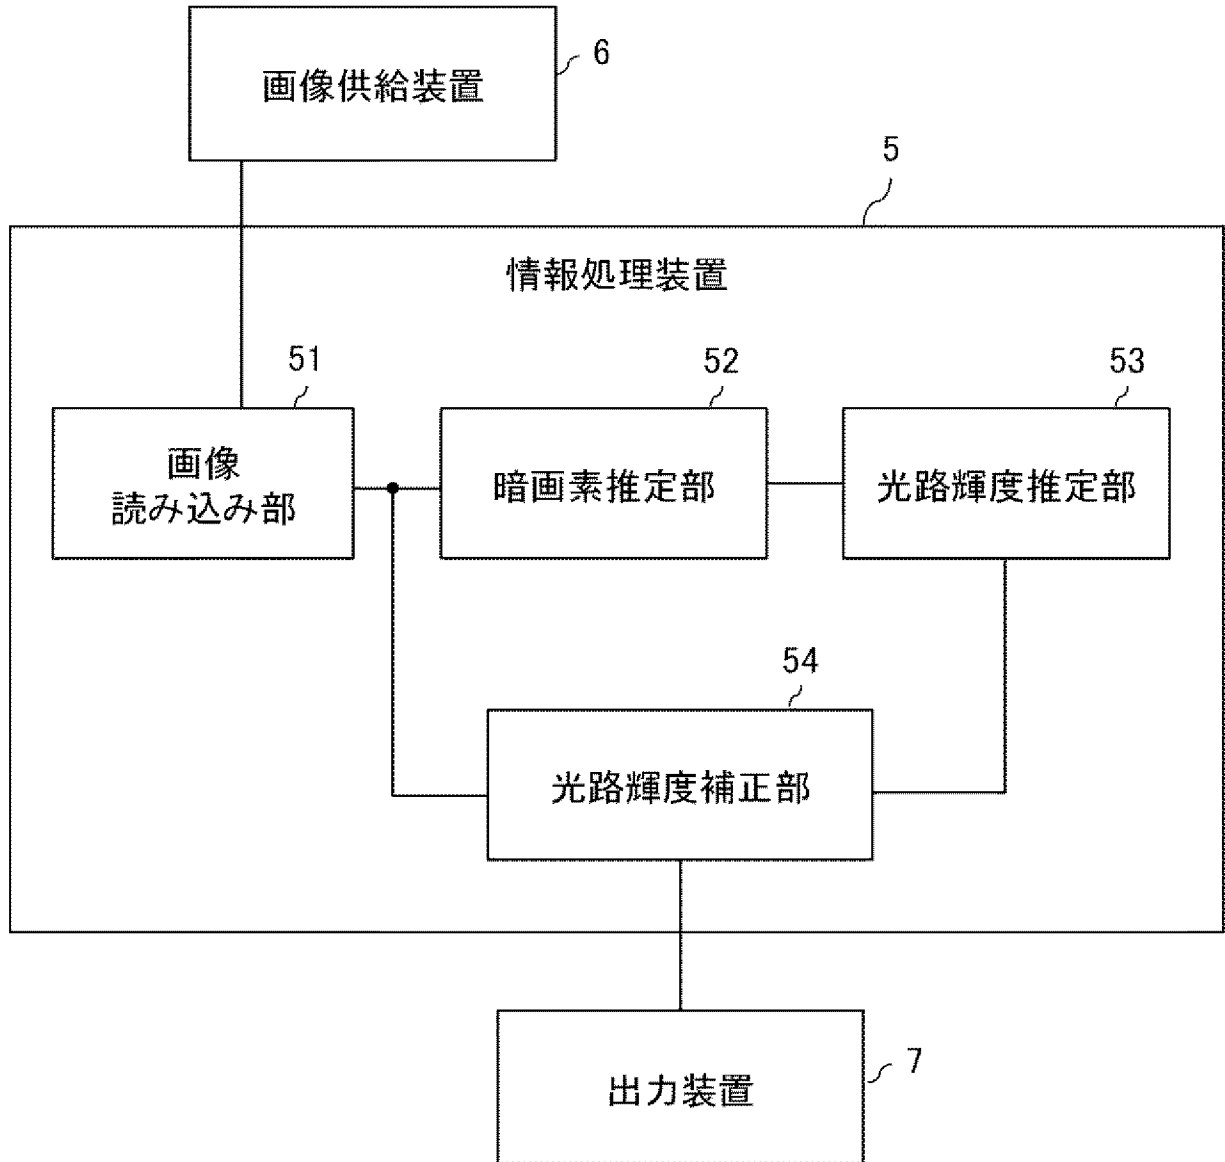 画像供給装置
6
5
情報処理装置
51
52
53
画像
読み込み部
暗画素推定部
光路輝度推定部
54
光路輝度補正部
出力装置
7